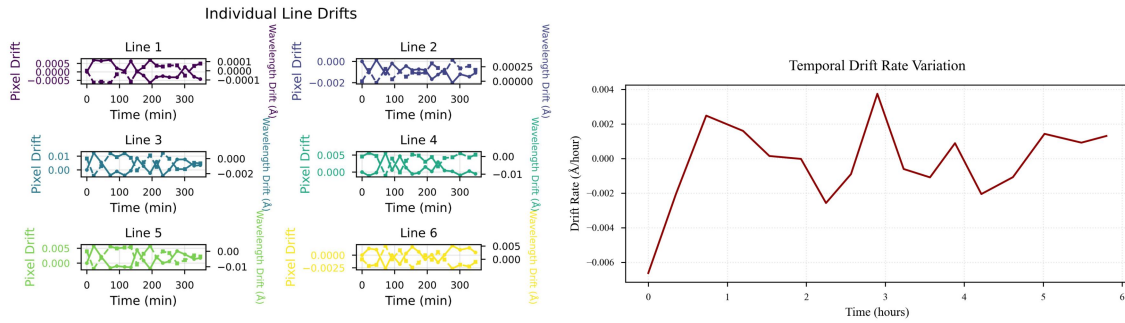 Individual Line Drifts
Line 1
Pixel Drift
0.0005
−0.0000
−0.0005
0.0001
0.0000
−0.0001
Wavelength Drift (Å)
0 100 200 300
Time (min)
Line 2
Pixel Drift
0.000
−0.002
0.00025
0.00000
Wavelength Drift (Å)
0 100 200 300
Time (min)
Line 3
Pixel Drift
0.01
0.00
0.000
−0.002
Wavelength Drift (Å)
0 100 200 300
Time (min)
Line 4
Pixel Drift
0.005
0.000
0.00
−0.01
Wavelength Drift (Å)
0 100 200 300
Time (min)
Line 5
Pixel Drift
0.005
0.000
0.00
−0.01
Wavelength Drift (Å)
0 100 200 300
Time (min)
Line 6
Pixel Drift
0.0000
−0.0025
0.005
0.000
Wavelength Drift (Å)
0 100 200 300
Time (min)
Temporal Drift Rate Variation
Drift Rate (Å/hour)
0.004
0.002
0.000
−0.002
−0.004
−0.006
0 1 2 3 4 5 6
Time (hours)